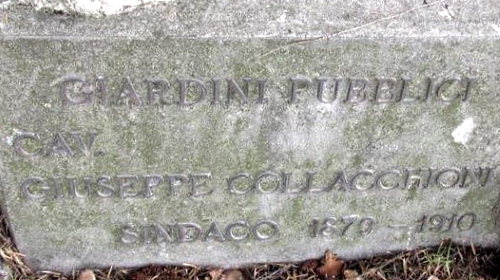 GIARDINI PUBBLICI
CAV.
GIUSEPPE COLLACCHIONI
SINDACO 1879 - 1910